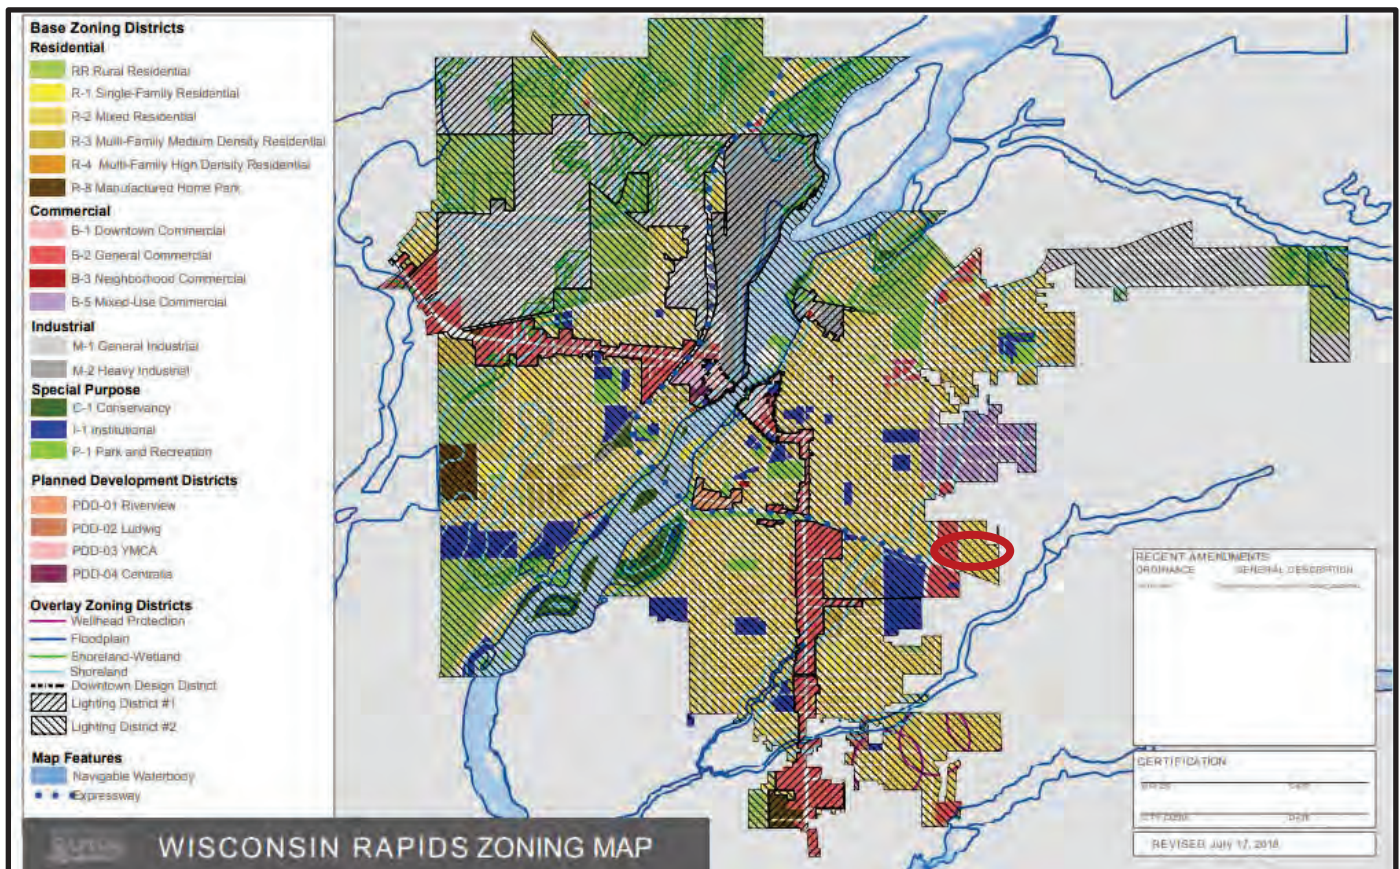 Base Zoning Districts
Residential
RR Rural Residential
R-1 Single-Family Residential
R-2 Mixed Residential
R-3 Multi-Family Medium Density Residential
R-4 Multi-Family High Density Residential
R-8 Manufactured Home Park
Commercial
B-1 Downtown Commercial
B-2 General Commercial
B-3 Neighborhood Commercial
B-5 Mixed-Use Commercial
Industrial
M-1 General Industrial
M-2 Heavy Industrial
Special Purpose
C-1 Conservancy
I-1 Institutional
P-1 Park and Recreation
Planned Development Districts
PDD-01 Riverview
PDD-02 Ludwig
PDD-03 YMCA
PDD-04 Centralia
Overlay Zoning Districts
Wellhead Protection
Floodplain
Shoreland-Wetland
Shoreland
Downtown Design District
Lighting District #1
Lighting District #2
Map Features
Navigable Waterbody
Expressway
WISCONSIN RAPIDS ZONING MAP
RECENT AMENDMENTS
ORDINANCE GENERAL DESCRIPTION
CERTIFICATION
DATE
CITY CLERK DATE
REVISED July 17, 2018